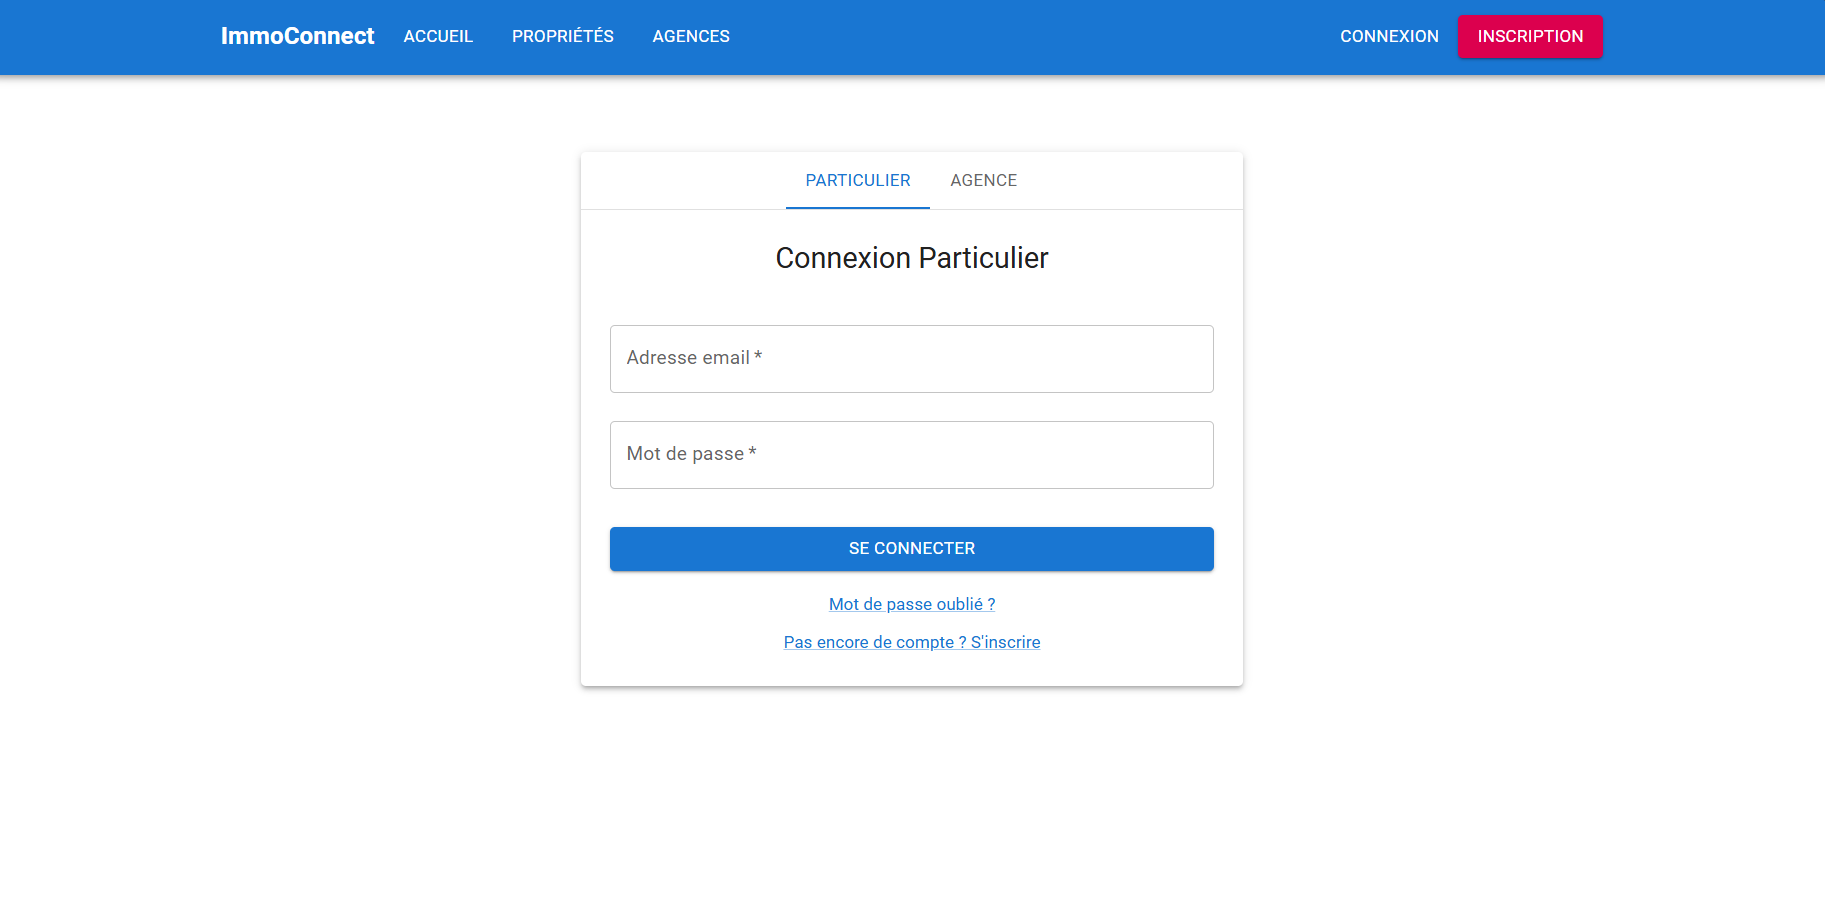 ImmoConnect ACCUEIL PROPRIÉTÉS AGENCES CONNEXION INSCRIPTION
PARTICULIER AGENCE
Connexion Particulier
Adresse email *
Mot de passe *
SE CONNECTER
Mot de passe oublié ?
Pas encore de compte ? S'inscrire